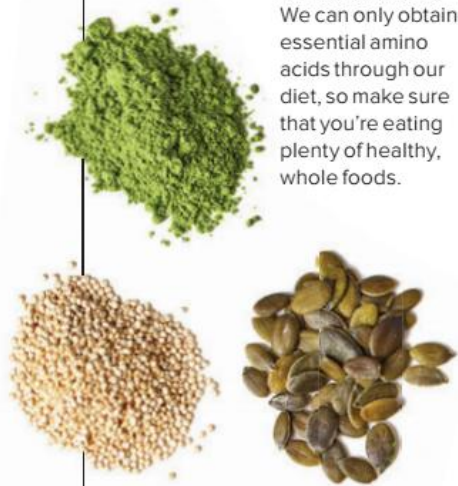 We can only obtain
essential amino
acids through our
diet, so make sure
that you're eating
plenty of healthy,
whole foods.